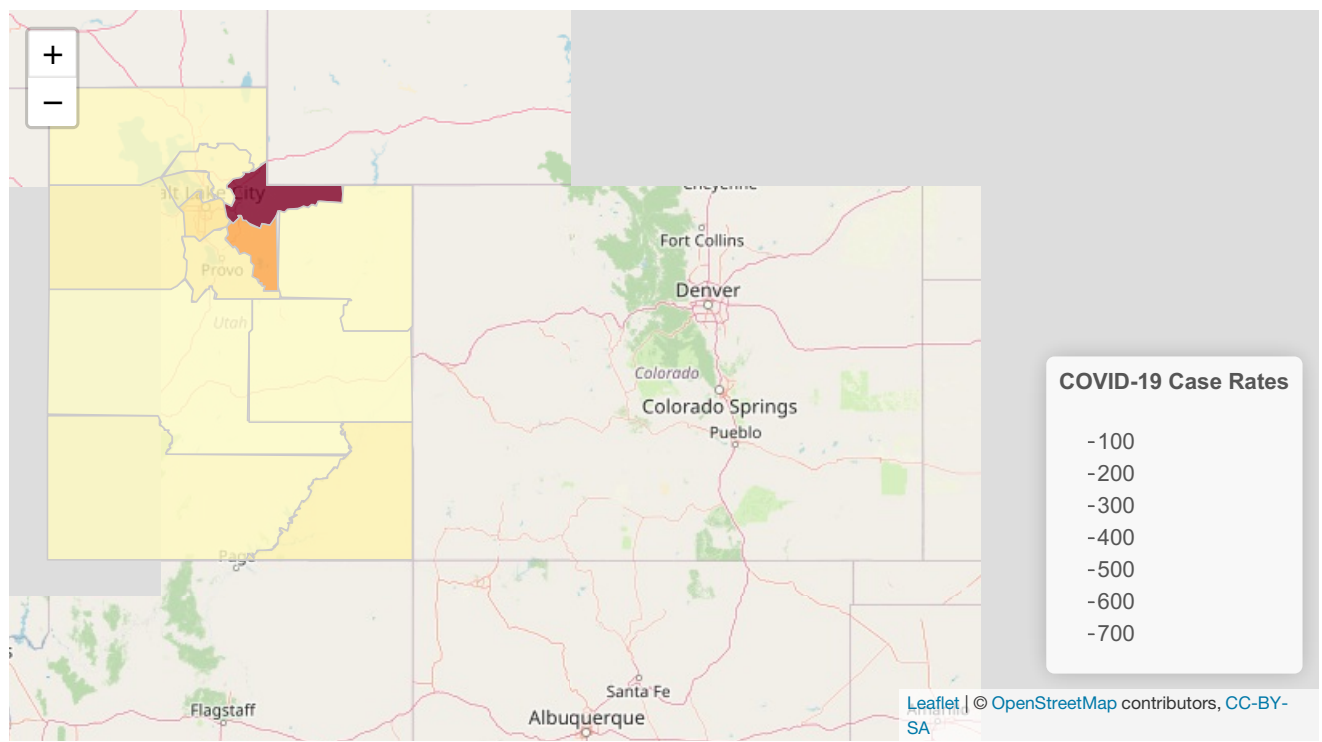 +
−
alt Lake City
Cheyenne
Fort Collins
Provo
Denver
Utah
Colorado
Colorado Springs
Pueblo
COVID-19 Case Rates
-100
-200
-300
-400
-500
-600
-700
Page
Santa Fe
Flagstaff
Albuquerque
Leaflet | © OpenStreetMap contributors, CC-BY-
SA